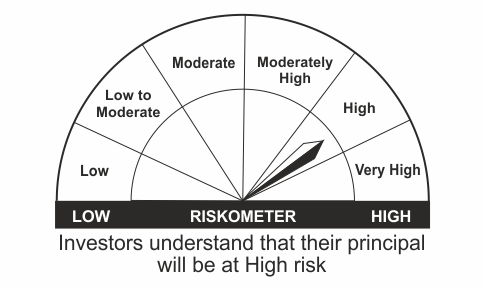 Moderate
Moderately
High
Low to
Moderate
High
Low
Very High
LOW RISKOMETER HIGH
Investors understand that their principal
will be at High risk